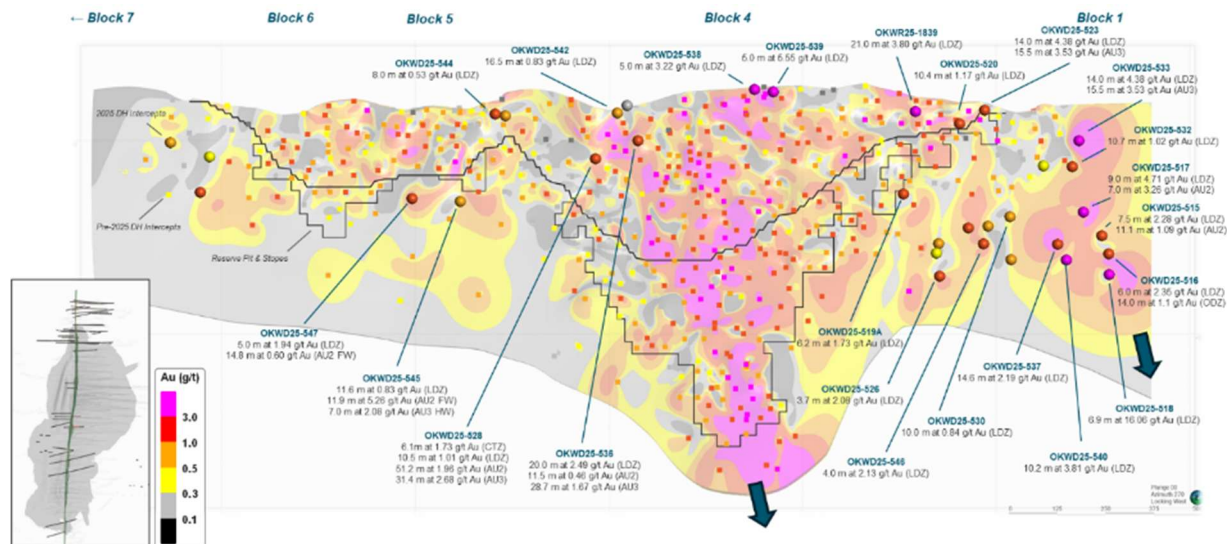 ← Block 7
Block 6
Block 5
Block 4
Block 1
OKWD25-544
8.0 m at 0.53 g/t Au (LDZ)
OKWD25-542
16.5 m at 0.83 g/t Au (LDZ)
OKWD25-538
5.0 m at 3.22 g/t Au (LDZ)
OKWD25-539
5.0 m at 6.55 g/t Au (LDZ)
OKWR25-1839
21.0 m at 3.80 g/t Au (LDZ)
OKWD25-520
10.4 m at 1.17 g/t Au (LDZ)
OKWD25-523
14.0 m at 4.38 g/t Au (LDZ)
15.5 m at 3.53 g/t Au (AU3)
OKWD25-533
14.0 m at 4.38 g/t Au (LDZ)
15.5 m at 3.53 g/t Au (AU3)
OKWD25-532
10.7 m at 1.02 g/t Au (LDZ)
OKWD25-517
9.0 m at 4.71 g/t Au (LDZ)
7.0 m at 3.26 g/t Au (AU2)
OKWD25-515
7.5 m at 2.28 g/t Au (LDZ)
11.1 m at 1.09 g/t Au (AU2)
OKWD25-516
6.0 m at 2.35 g/t Au (LDZ)
14.0 m at 1.1 g/t Au (ODZ)
2025 DH Intercepts
Pre-2025 DH Intercepts
Reserve Pit & Stopes
OKWD25-547
5.0 m at 1.94 g/t Au (LDZ)
14.8 m at 0.60 g/t Au (AU2 FW)
OKWD25-545
11.6 m at 0.83 g/t Au (LDZ)
11.9 m at 5.26 g/t Au (AU2 FW)
7.0 m at 2.08 g/t Au (AU3 HW)
OKWD25-528
6.1m at 1.73 g/t Au (CTZ)
10.5 m at 1.01 g/t Au (LDZ)
51.2 m at 1.96 g/t Au (AU2)
31.4 m at 2.68 g/t Au (AU3)
OKWD25-536
20.0 m at 2.49 g/t Au (LDZ)
11.5 m at 0.46 g/t Au (AU2)
28.7 m at 1.67 g/t Au (AU3
OKWD25-519A
6.2 m at 1.73 g/t Au (LDZ)
OKWD25-526
3.7 m at 2.09 g/t Au (LDZ)
OKWD25-546
4.0 m at 2.13 g/t Au (LDZ)
OKWD25-530
10.0 m at 0.84 g/t Au (LDZ)
OKWD25-537
14.6 m at 2.19 g/t Au (LDZ)
OKWD25-540
10.2 m at 3.81 g/t Au (LDZ)
OKWD25-518
6.9 m at 16.06 g/t Au (LDZ)
Au (g/t)
3.0
1.0
0.5
0.3
0.1
Plunge 00
Azimuth 270
Looking West
0 125 250 375